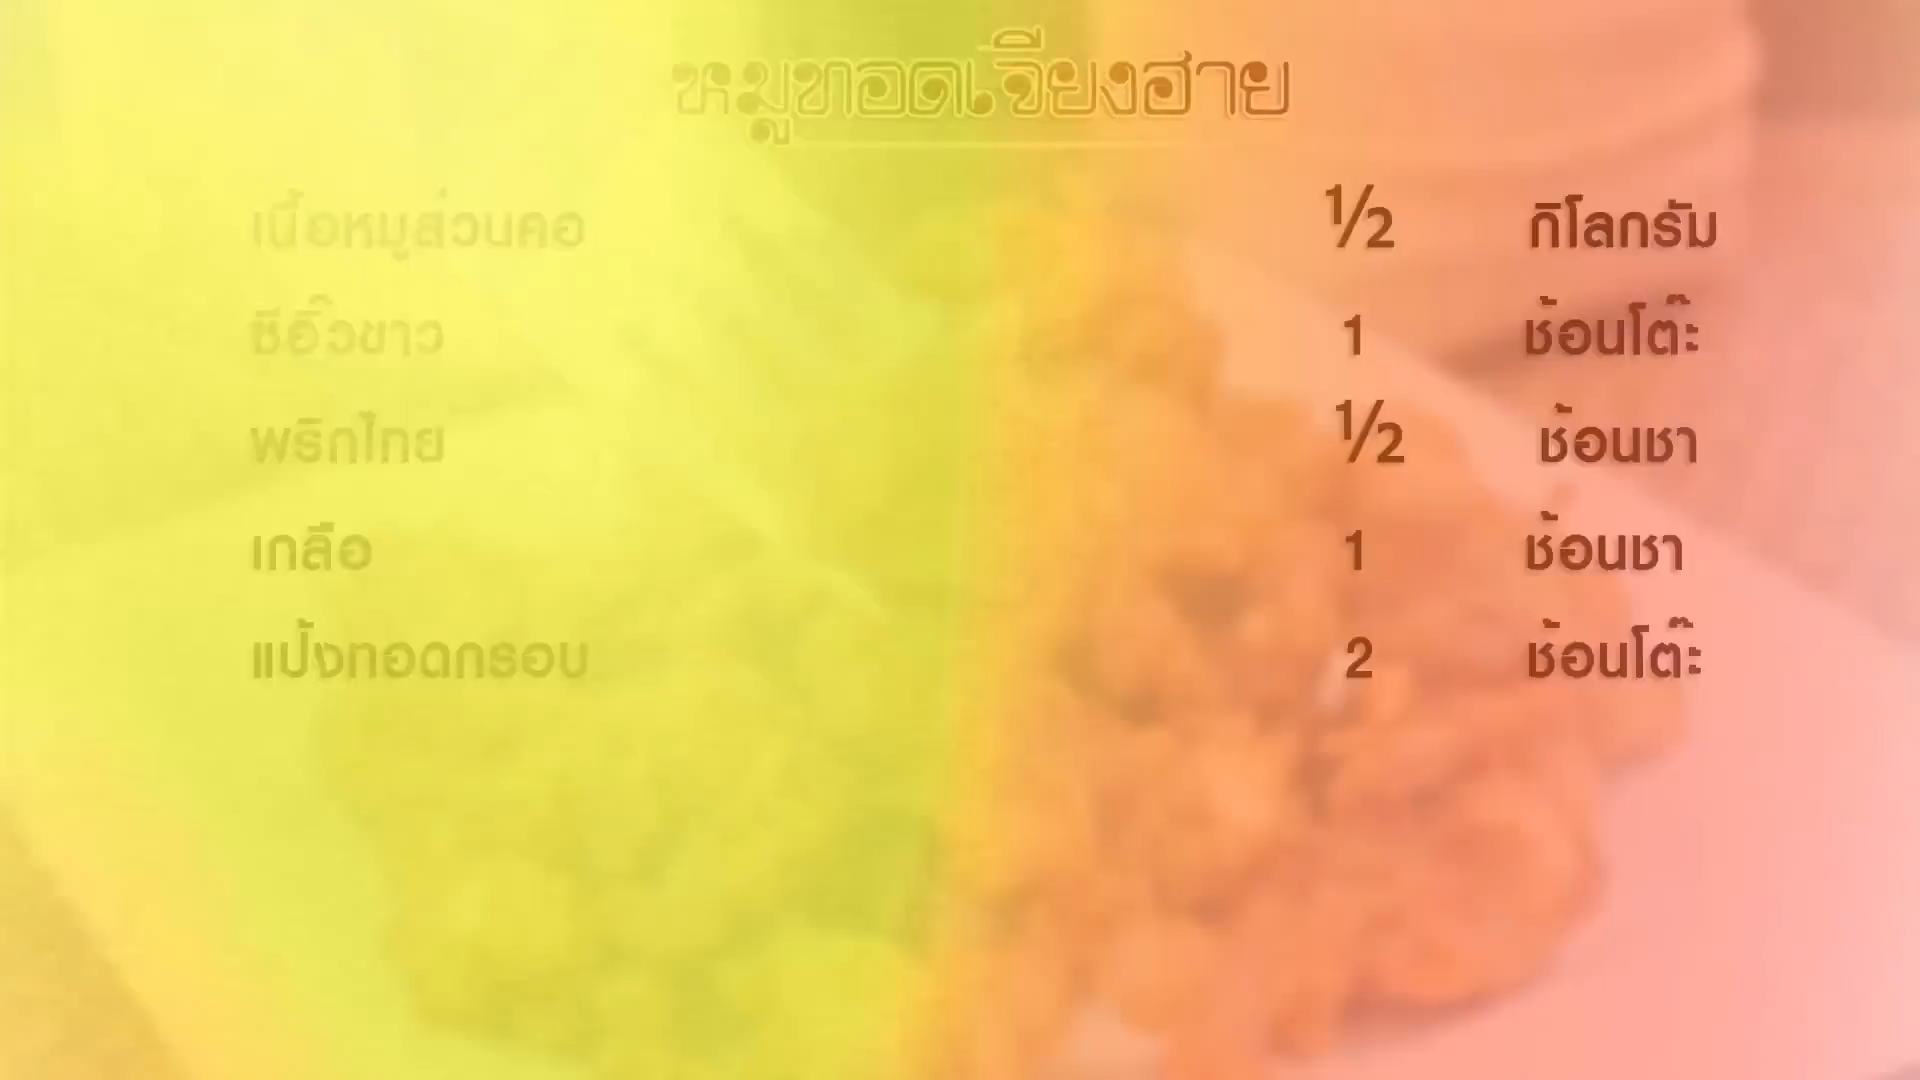 หมูทอดเจียงฮาย
เนื้อหมูส่วนคอ ½ กิโลกรัม
ซีอิ๊วขาว 1 ช้อนโต๊ะ
พริกไทย ½ ช้อนชา
เกลือ 1 ช้อนชา
แป้งทอดกรอบ 2 ช้อนโต๊ะ